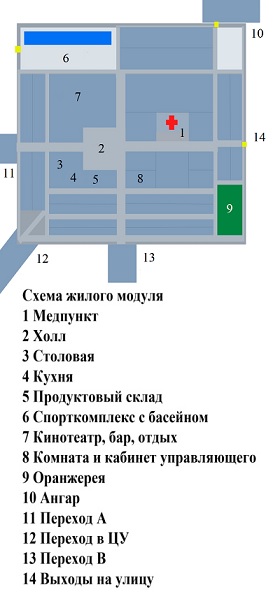 10
6
7
2
1
14
3
4
5
8
11
9
12
13
Схема жилого модуля
1 Медпункт
2 Холл
3 Столовая
4 Кухня
5 Продуктовый склад
6 Спорткомплекс с басейном
7 Кинотеатр, бар, отдых
8 Комната и кабинет управляющего
9 Оранжерея
10 Ангар
11 Переход А
12 Переход в ЦУ
13 Переход В
14 Выходы на улицу